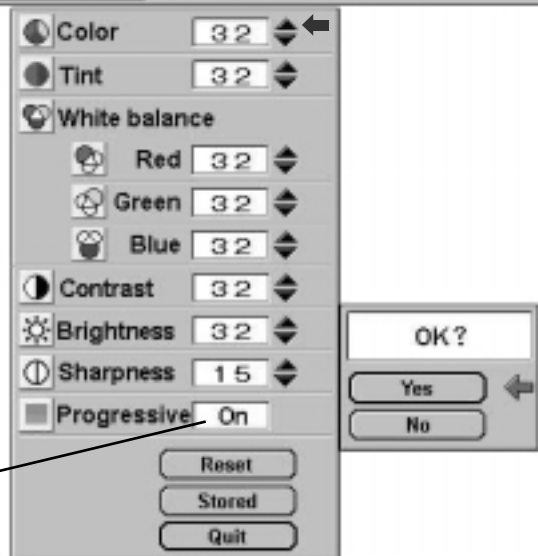 Color 32
Tint 32
White balance
Red 32
Green 32
Blue 32
Contrast 32
Brightness 32
Sharpness 15
Progressive On
Reset
Stored
Quit
OK?
Yes
No